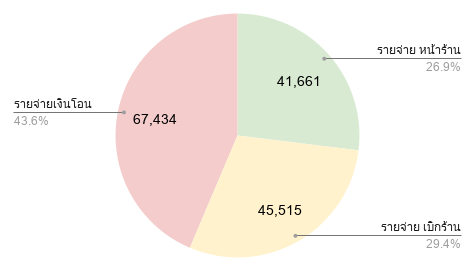 รายจ่าย หน้าร้าน
26.9%
41,661
รายจ่ายเงินโอน
43.6%
67,434
45,515
รายจ่าย เบิกร้าน
29.4%